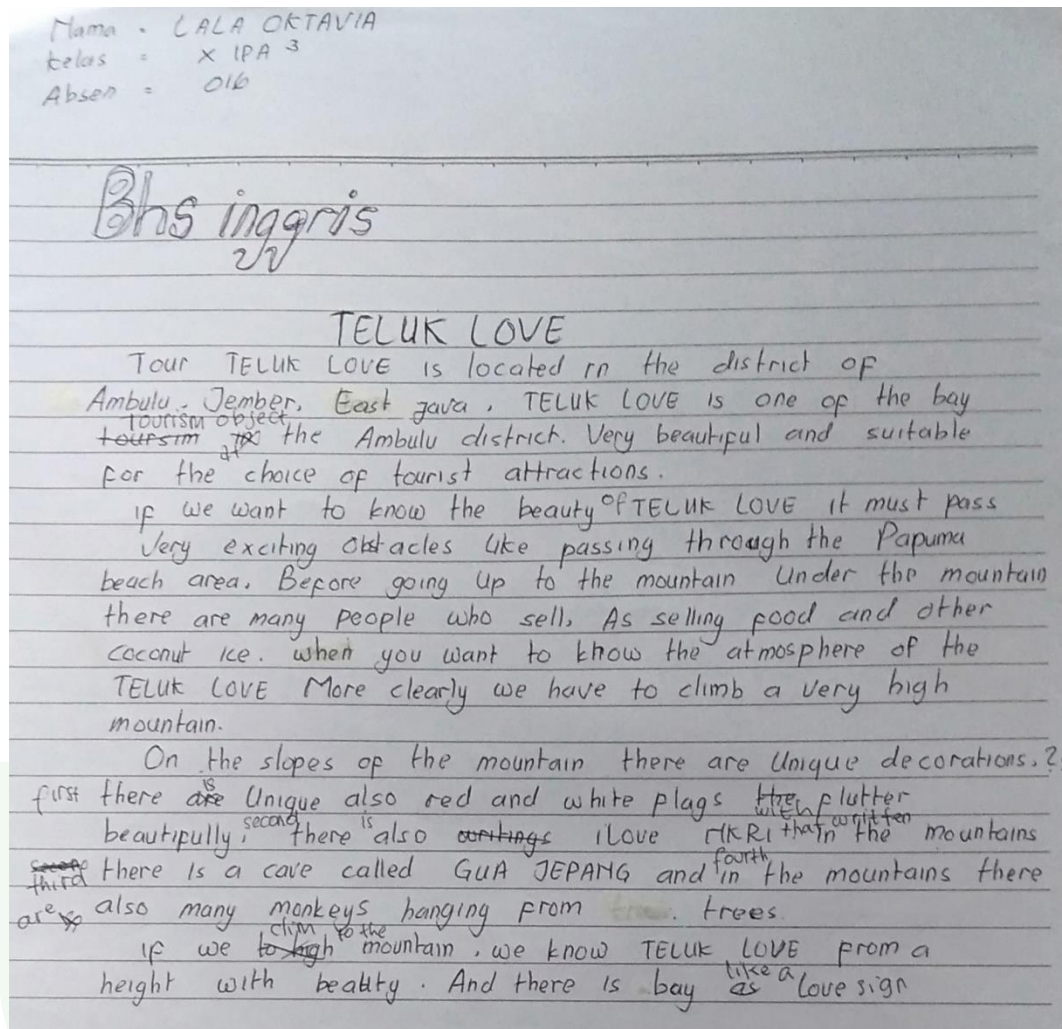 Nama : LALA OKTAVIA
kelas : X IPA 3
Absen : 016
Bhs inggris
TELUK LOVE
Tour TELUK LOVE is located in the district of
Ambulu. Jember, East Java, TELUK LOVE is one of the bay
Tourism object at the Ambulu district. Very beautiful and suitable
for the choice of tourist attractions.
if we want to know the beauty of TELUK LOVE it must pass
Very exciting Obstacles like passing through the Papuma
beach area. Before going up to the mountain Under the mountain
there are many people who sell. As selling food and other
coconut ice. when you want to know the atmosphere of the
TELUK LOVE More clearly we have to climb a very high
mountain.
On the slopes of the mountain there are Unique decorations.?
first there is Unique also red and white flags with flutter
beautifully, second there is also iLove NKRI that written in the mountains
third there is a cave called GUA JEPANG and fourth in the mountains there
are also many monkeys hanging from trees.
if we clim to the mountain, we know TELUK LOVE from a
height with beauty. And there is bay like a love sign